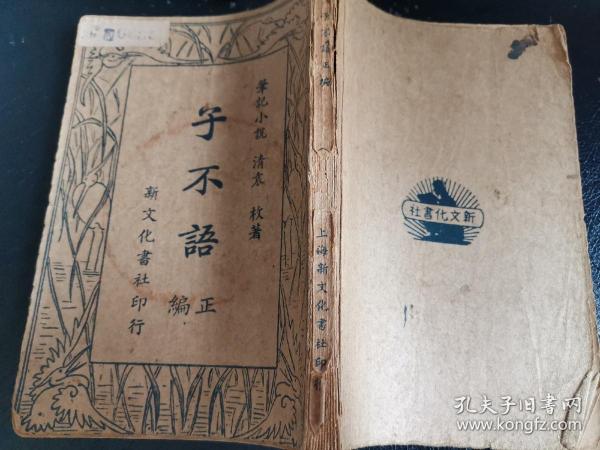 筆記小說 清袁 枚著
子不語
正編
新文化書社印行
上海新文化書社印
社書化文新
孔夫子旧书网
www.kongfz.com